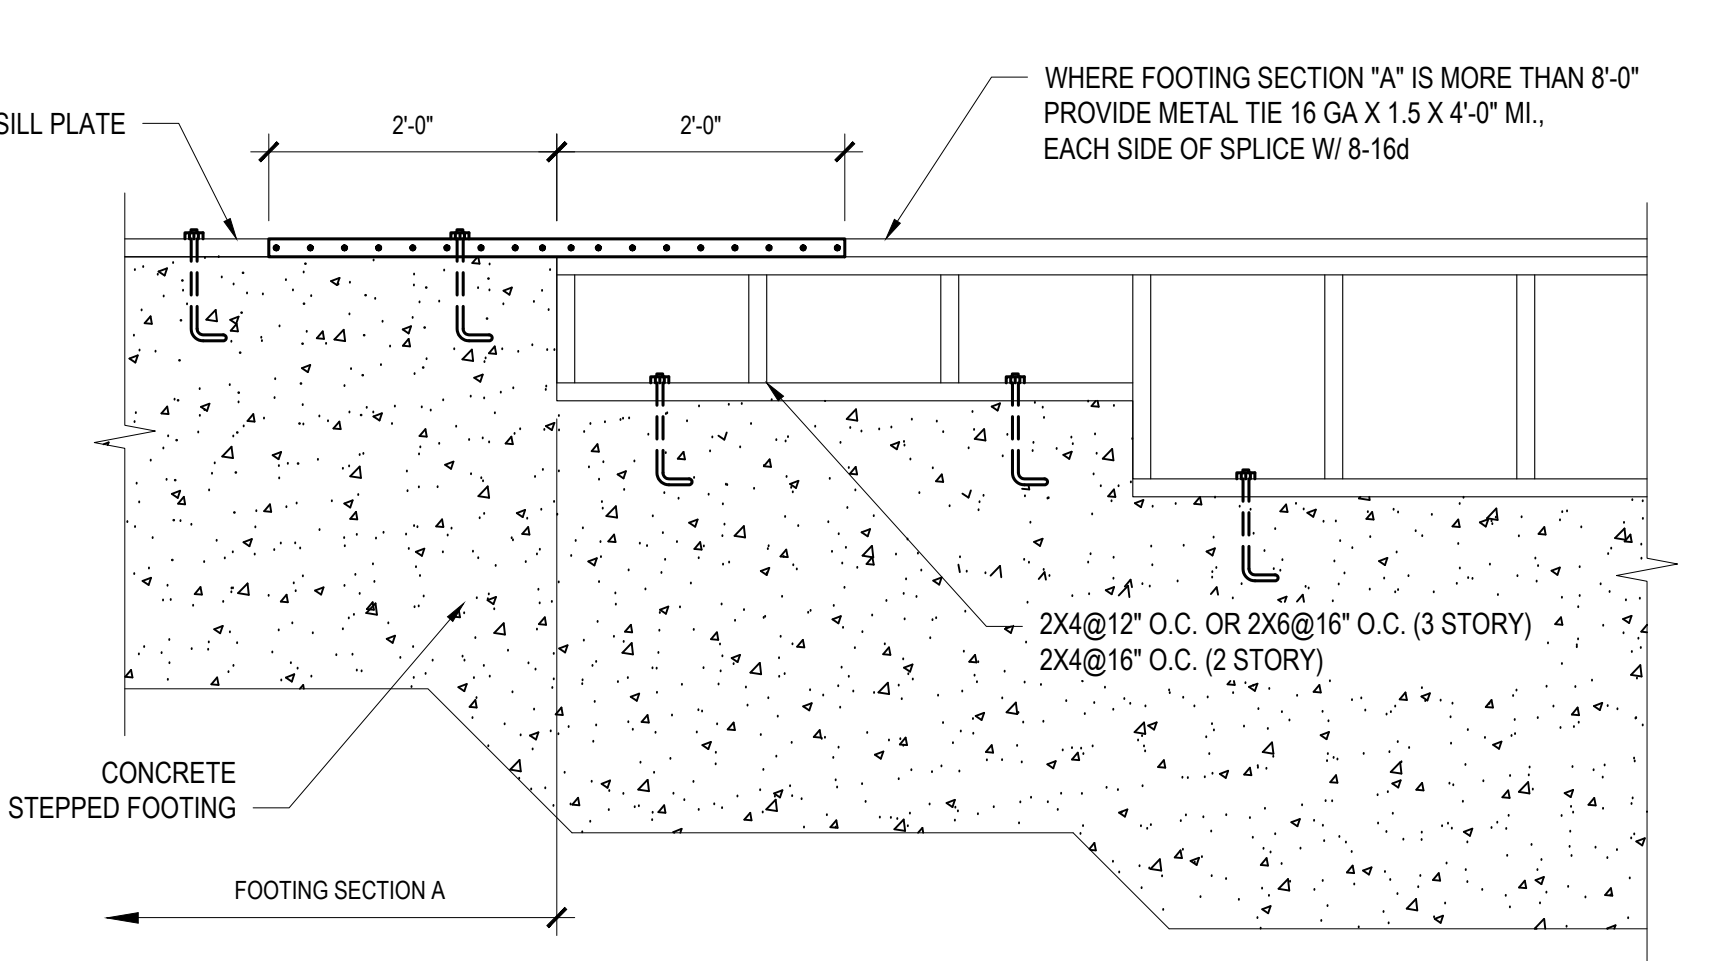 WHERE FOOTING SECTION "A" IS MORE THAN 8'-0"
PROVIDE METAL TIE 16 GA X 1.5 X 4'-0" MI.,
EACH SIDE OF SPLICE W/ 8-16d
SILL PLATE
2'-0"
2'-0"
2X4@12" O.C. OR 2X6@16" O.C. (3 STORY)
2X4@16" O.C. (2 STORY)
CONCRETE
STEPPED FOOTING
FOOTING SECTION A